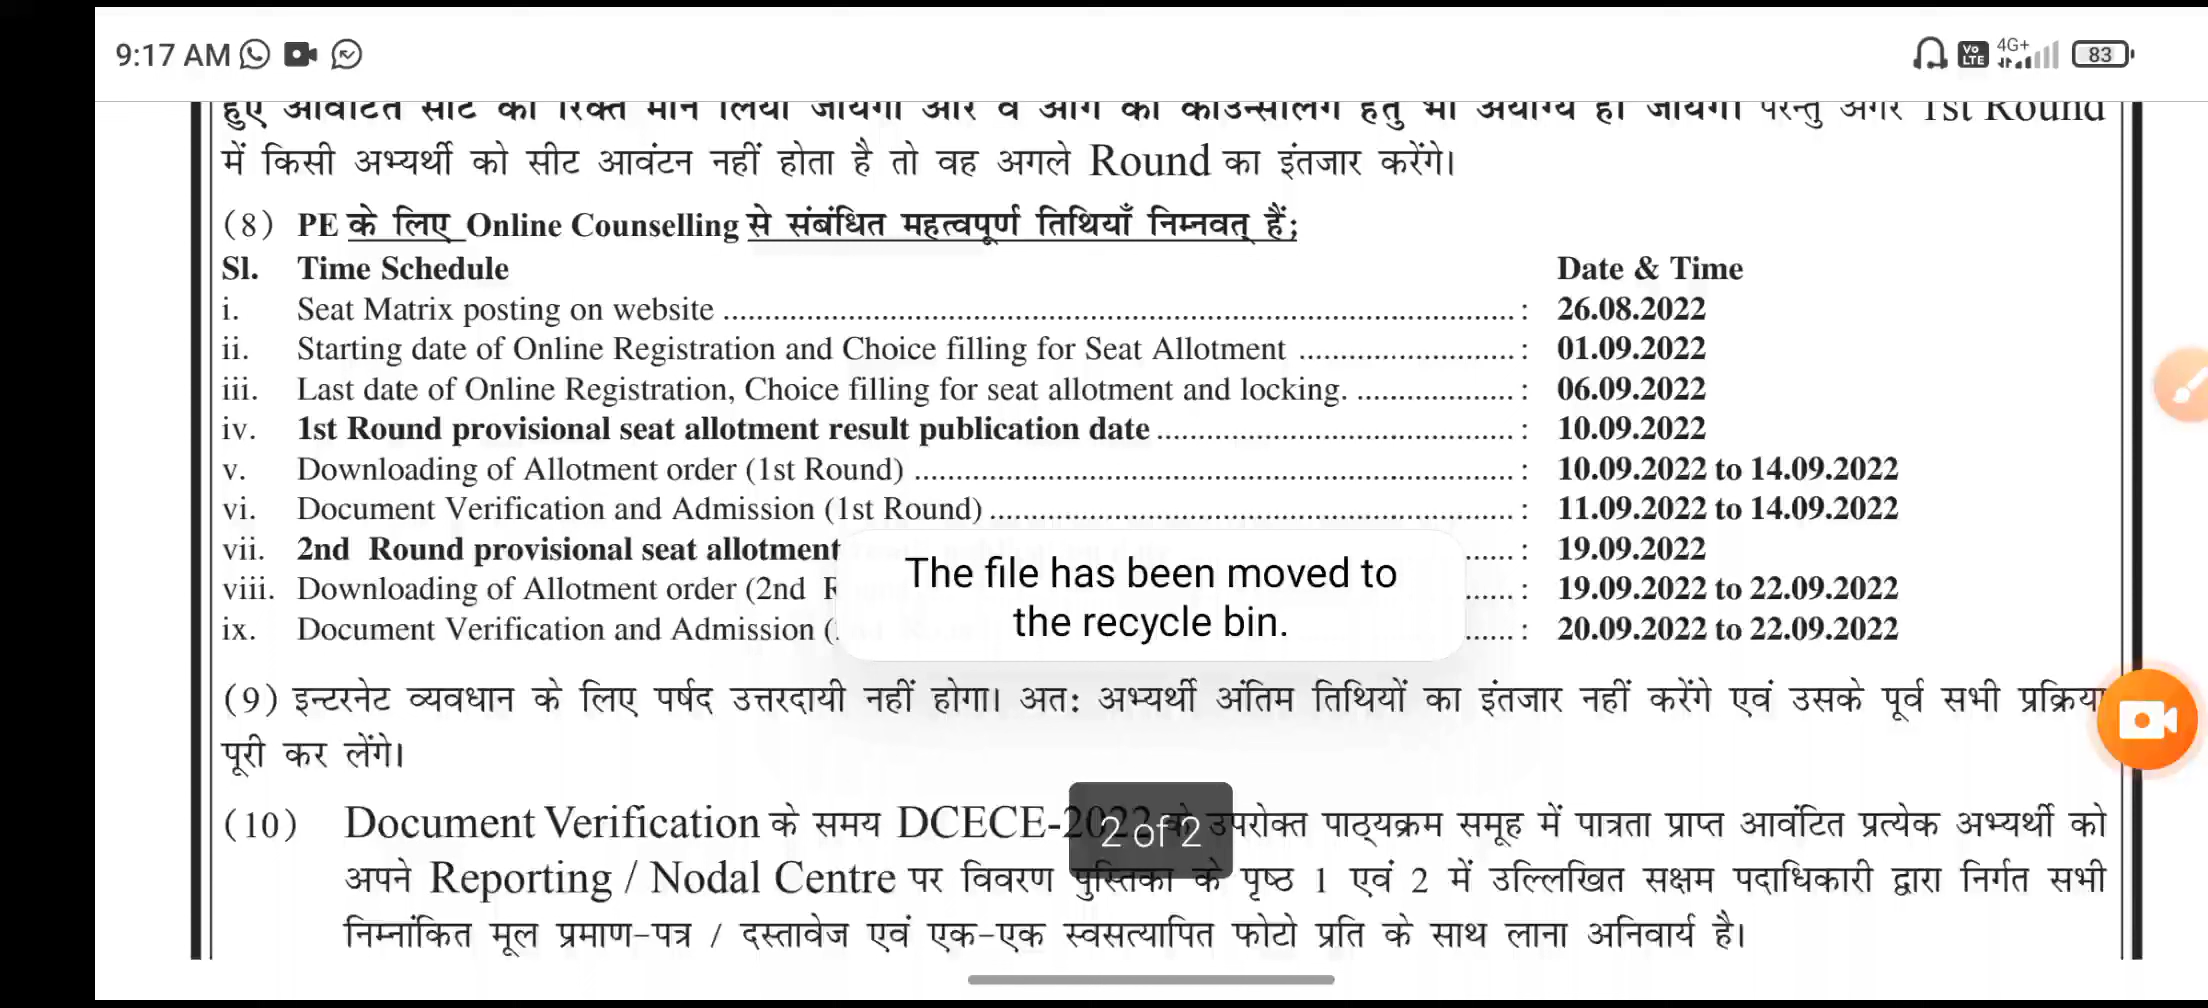 9:17 AM
Vo LTE 4G+ 83
हुए आवंटित सीट को रिक्त मान लिया जायेगा और वे आगे की काउन्सेलिंग हेतु भी अयोग्य हो जायेंगे। परन्तु अगर 1st Round
में किसी अभ्यर्थी को सीट आवंटन नहीं होता है तो वह अगले Round का इंतजार करेंगे।
(8) PE के लिए Online Counselling से संबंधित महत्वपूर्ण तिथियाँ निम्नवत् हैं;
Sl. Time Schedule Date & Time
i. Seat Matrix posting on website : 26.08.2022
ii. Starting date of Online Registration and Choice filling for Seat Allotment : 01.09.2022
iii. Last date of Online Registration, Choice filling for seat allotment and locking. : 06.09.2022
iv. 1st Round provisional seat allotment result publication date : 10.09.2022
v. Downloading of Allotment order (1st Round) : 10.09.2022 to 14.09.2022
vi. Document Verification and Admission (1st Round) : 11.09.2022 to 14.09.2022
vii. 2nd Round provisional seat allotment : 19.09.2022
viii. Downloading of Allotment order (2nd : 19.09.2022 to 22.09.2022
ix. Document Verification and Admission ( : 20.09.2022 to 22.09.2022
The file has been moved to
the recycle bin.
(9) इन्टरनेट व्यवधान के लिए पर्षद उत्तरदायी नहीं होगा। अतः अभ्यर्थी अंतिम तिथियों का इंतजार नहीं करेंगे एवं उसके पूर्व सभी प्रक्रिया
पूरी कर लेंगे।
(10) Document Verification के समय DCECE-2022 के उपरोक्त पाठ्यक्रम समूह में पात्रता प्राप्त आवंटित प्रत्येक अभ्यर्थी को
2 of 2
अपने Reporting / Nodal Centre पर विवरण पुस्तिका के पृष्ठ 1 एवं 2 में उल्लिखित सक्षम पदाधिकारी द्वारा निर्गत सभी
निम्नांकित मूल प्रमाण-पत्र / दस्तावेज एवं एक-एक स्वसत्यापित फोटो प्रति के साथ लाना अनिवार्य है।